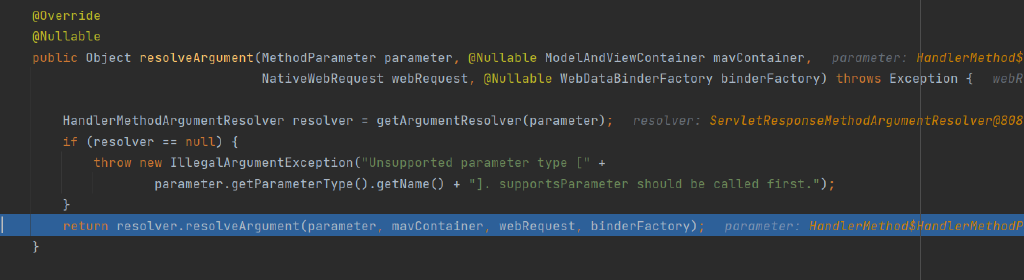 @Override
@Nullable
public Object resolveArgument(MethodParameter parameter, @Nullable ModelAndViewContainer mavContainer,   parameter: HandlerMethod$
NativeWebRequest webRequest, @Nullable WebDataBinderFactory binderFactory) throws Exception {   webR
HandlerMethodArgumentResolver resolver = getArgumentResolver(parameter);   resolver: ServletResponseMethodArgumentResolver@808
if (resolver == null) {
throw new IllegalArgumentException("Unsupported parameter type [" +
parameter.getParameterType().getName() + "]. supportsParameter should be called first.");
}
return resolver.resolveArgument(parameter, mavContainer, webRequest, binderFactory);   parameter: HandlerMethod$HandlerMethodP
}